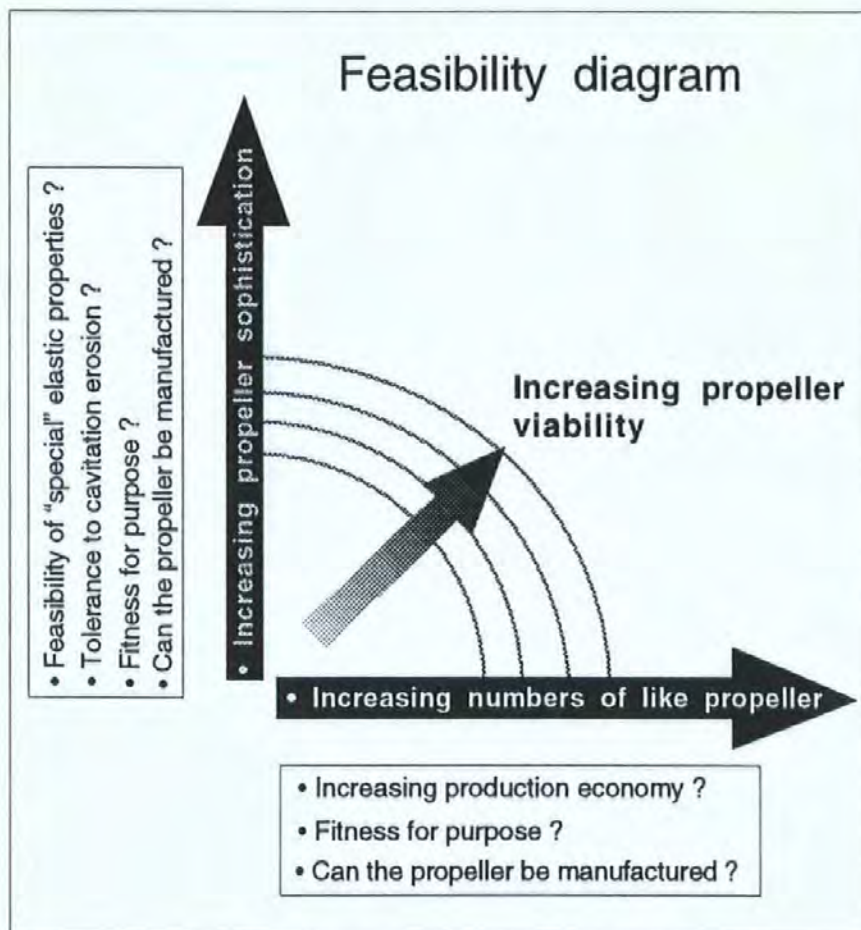 Feasibility diagram
• Feasibility of “special” elastic properties ?
• Tolerance to cavitation erosion ?
• Fitness for purpose ?
• Can the propeller be manufactured ?
• Increasing propeller sophistication
Increasing propeller
viability
• Increasing numbers of like propeller
• Increasing production economy ?
• Fitness for purpose ?
• Can the propeller be manufactured ?